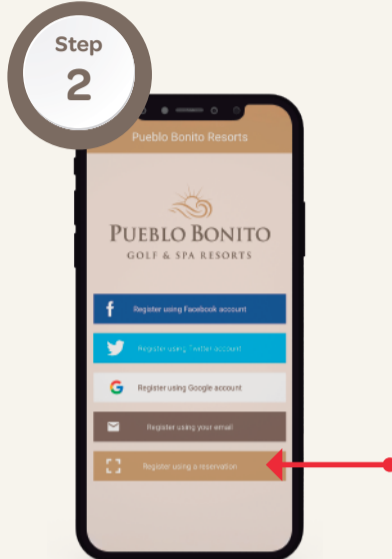 Step
2
Pueblo Bonito Resorts
PUEBLO BONITO
GOLF & SPA RESORTS
Register using Facebook account
Register using Twitter account
Register using Google account
Register using your email
Register using a reservation